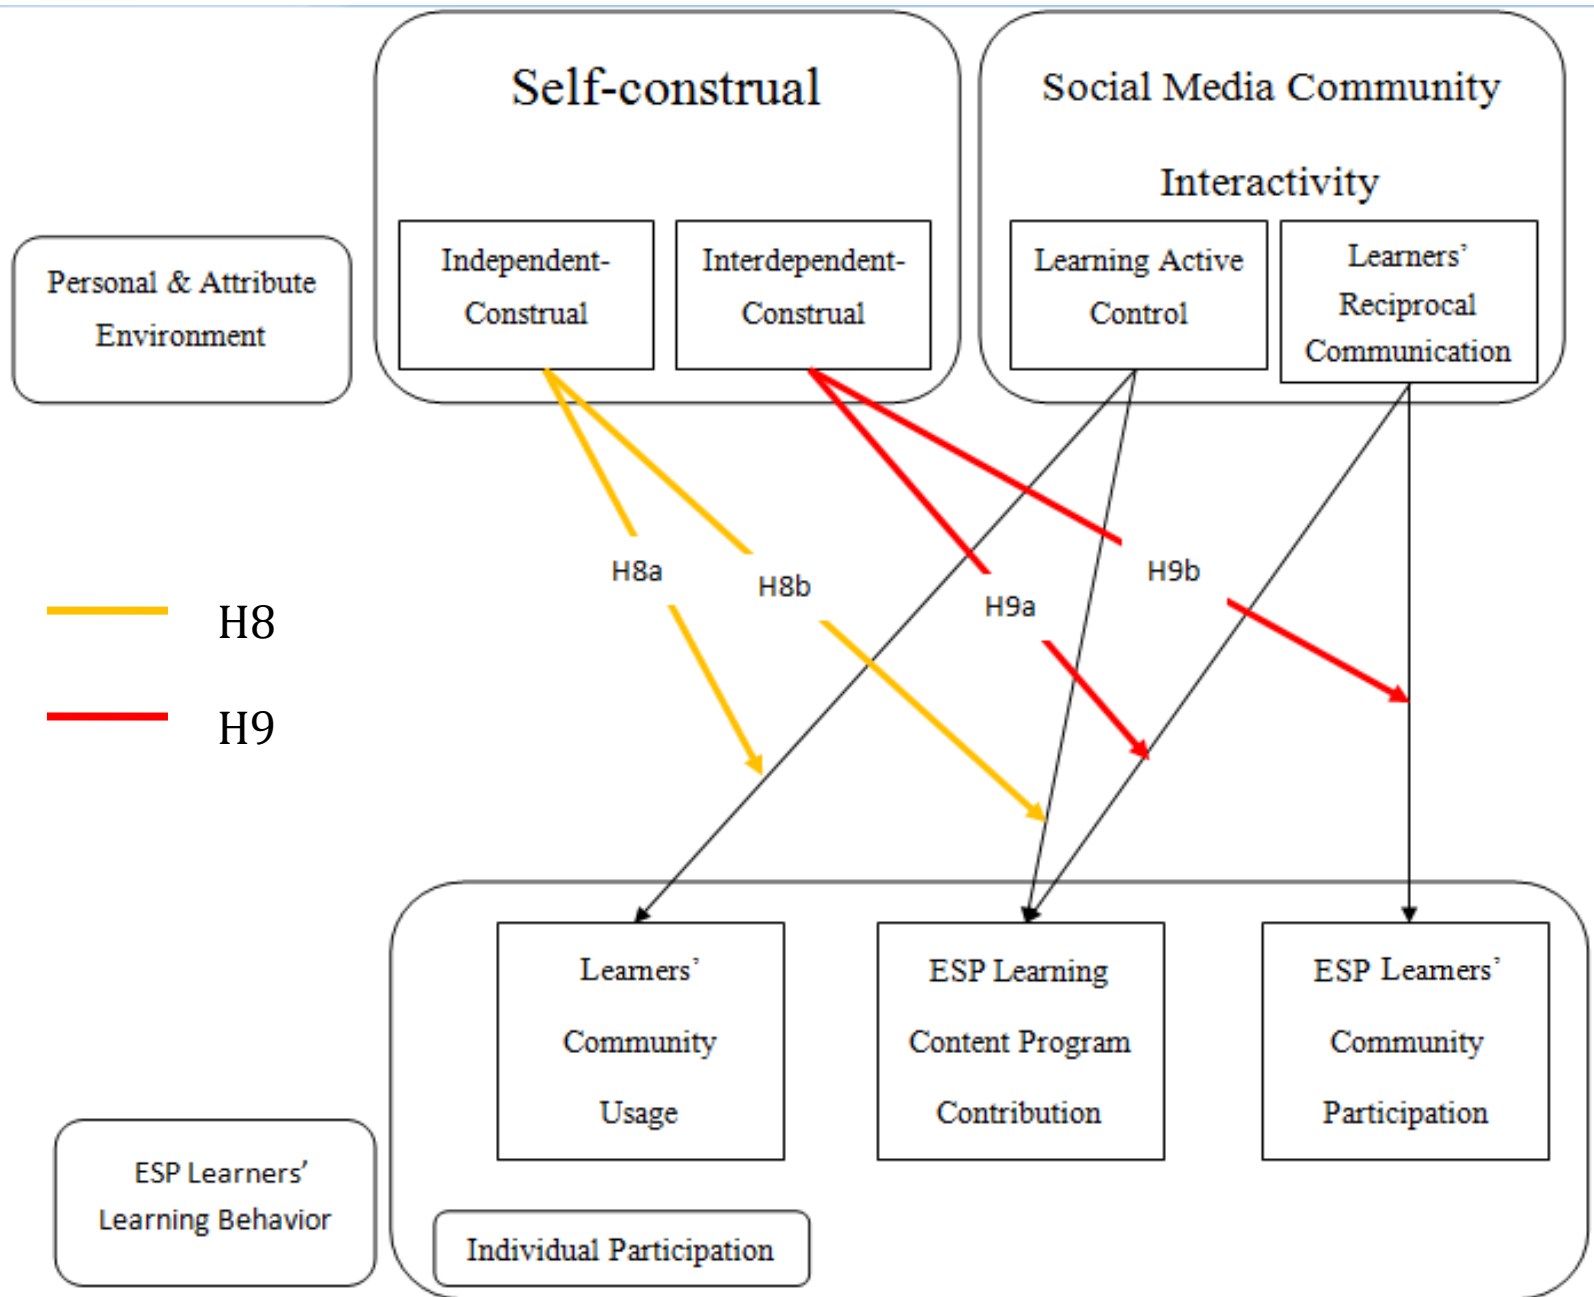 Self-construal
Social Media Community
Interactivity
Personal & Attribute
Environment
Independent-
Construal
Interdependent-
Construal
Learning Active
Control
Learners’
Reciprocal
Communication
H8a
H8b
H9a
H9b
H8
H9
Learners’
Community
Usage
ESP Learning
Content Program
Contribution
ESP Learners’
Community
Participation
ESP Learners’
Learning Behavior
Individual Participation